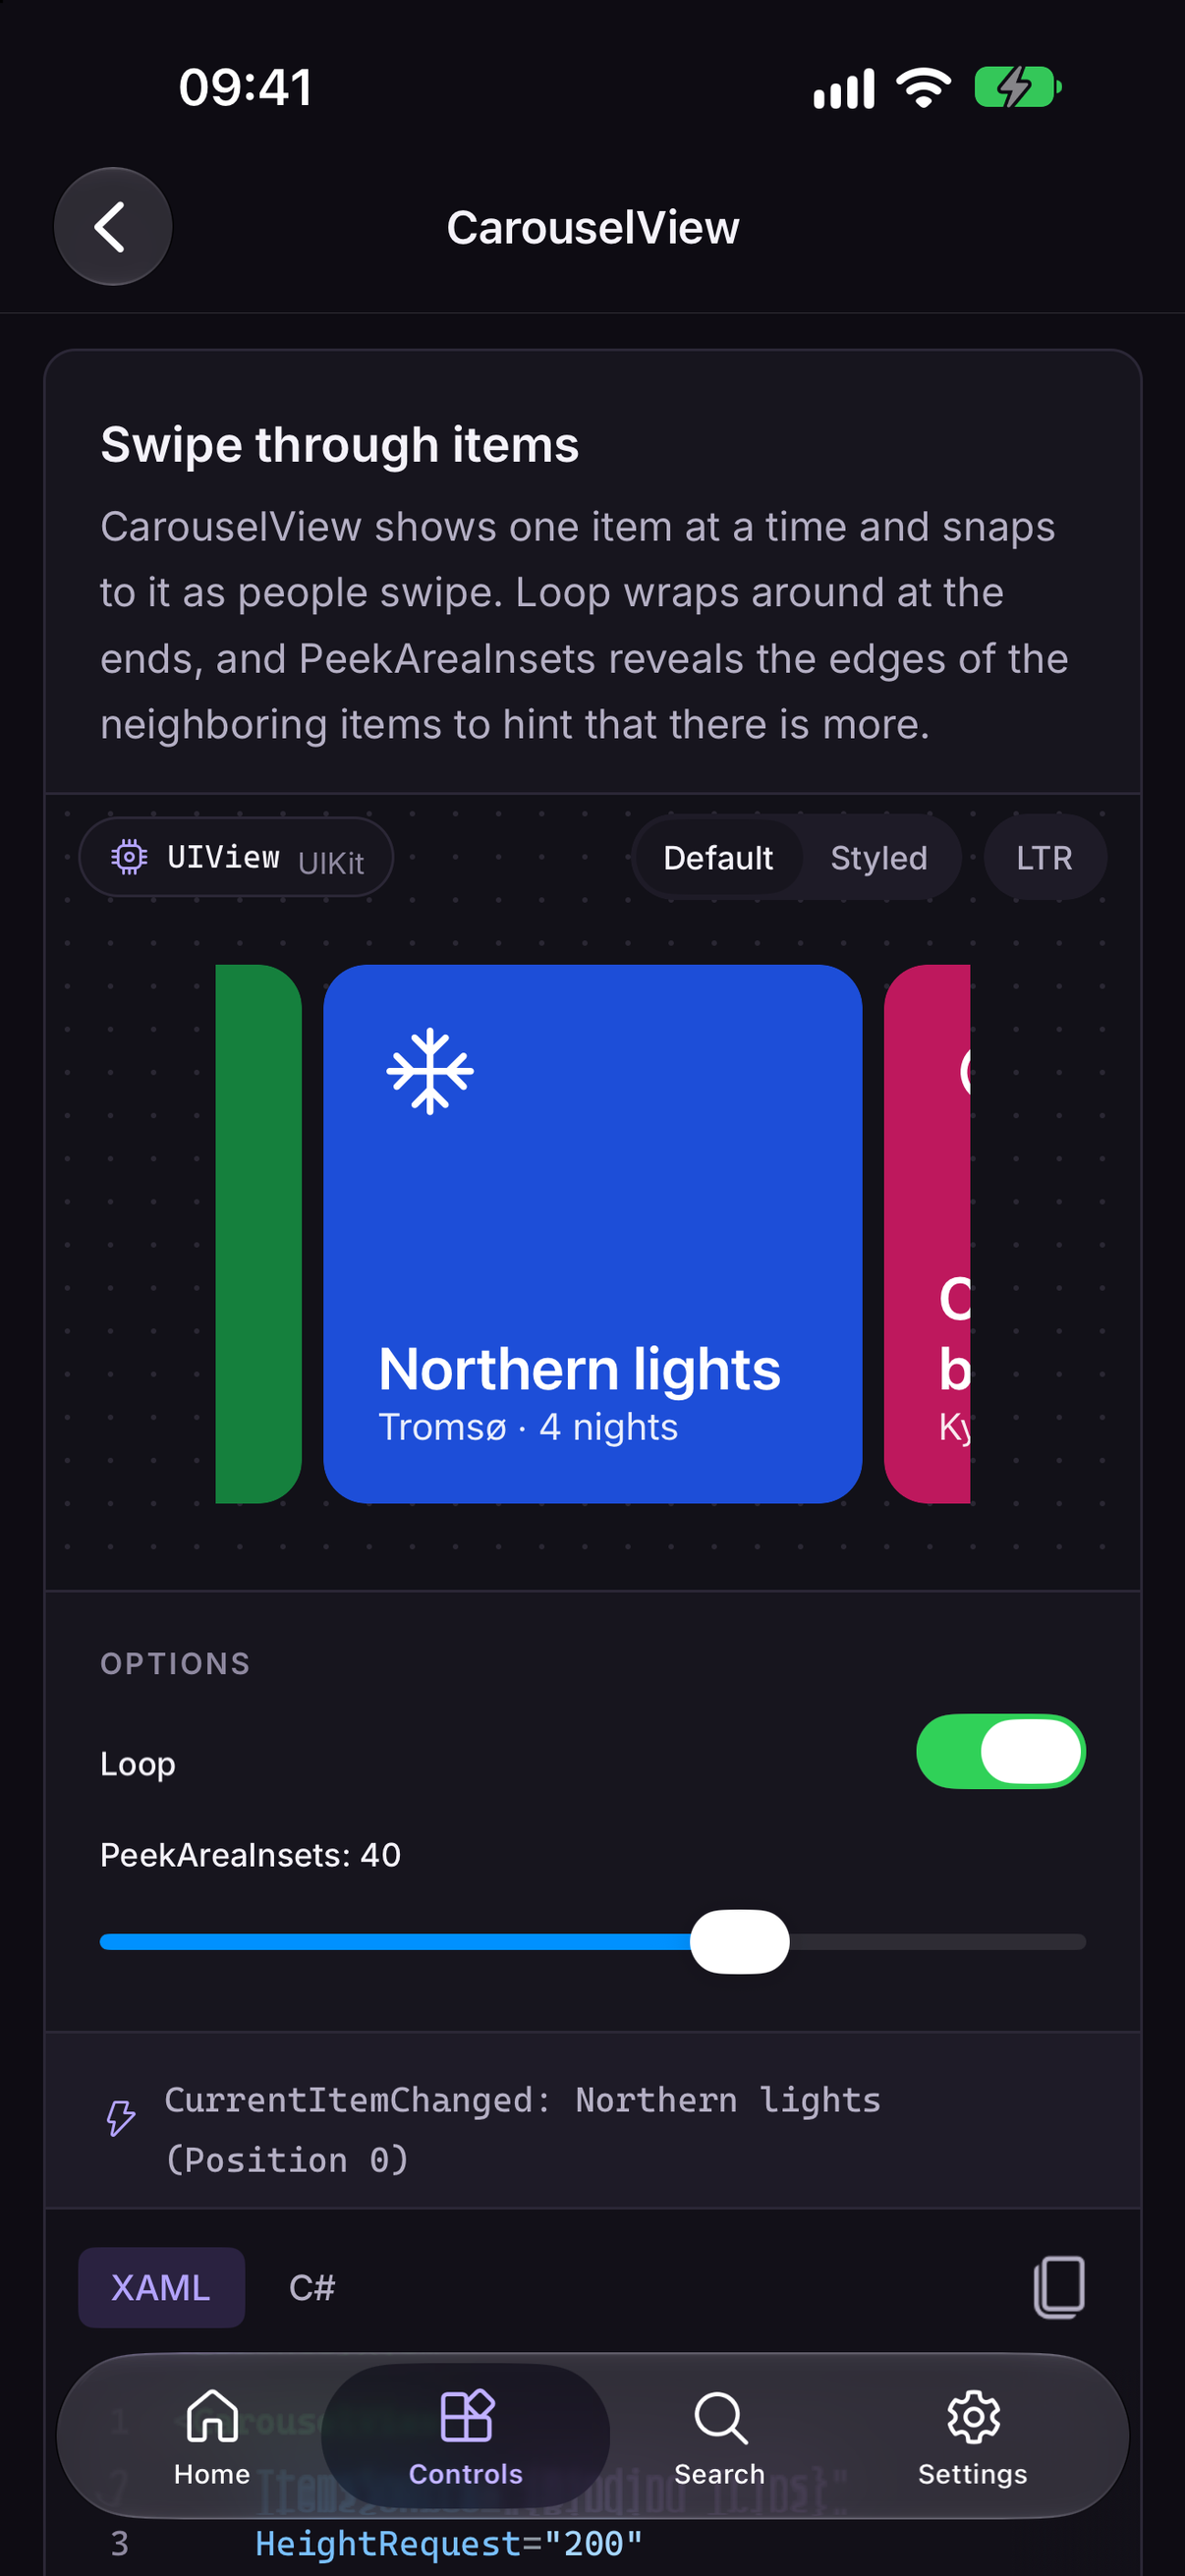 09:41
CarouselView
Swipe through items
CarouselView shows one item at a time and snaps
to it as people swipe. Loop wraps around at the
ends, and PeekAreaInsets reveals the edges of the
neighboring items to hint that there is more.
UIView UIKit
Default Styled LTR
Northern lights
Tromsø · 4 nights
OPTIONS
Loop
PeekAreaInsets: 40
CurrentItemChanged: Northern lights
(Position 0)
XAML C#
Home Controls Search Settings
3 HeightRequest="200"